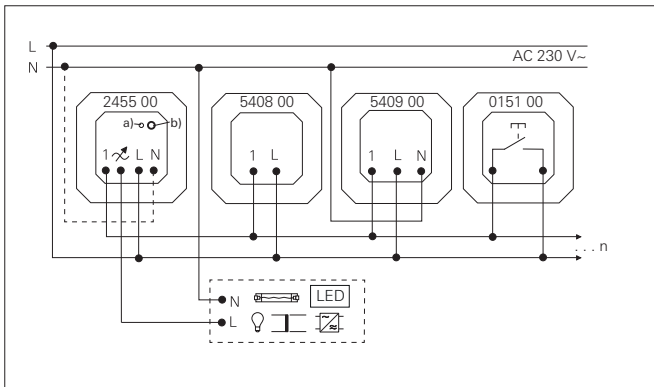 L
AC 230 V~
N
2455 00
5408 00
5409 00
0151 00
a)
b)
1 L N
1 L
1 L N
. . . n
N
LED
L